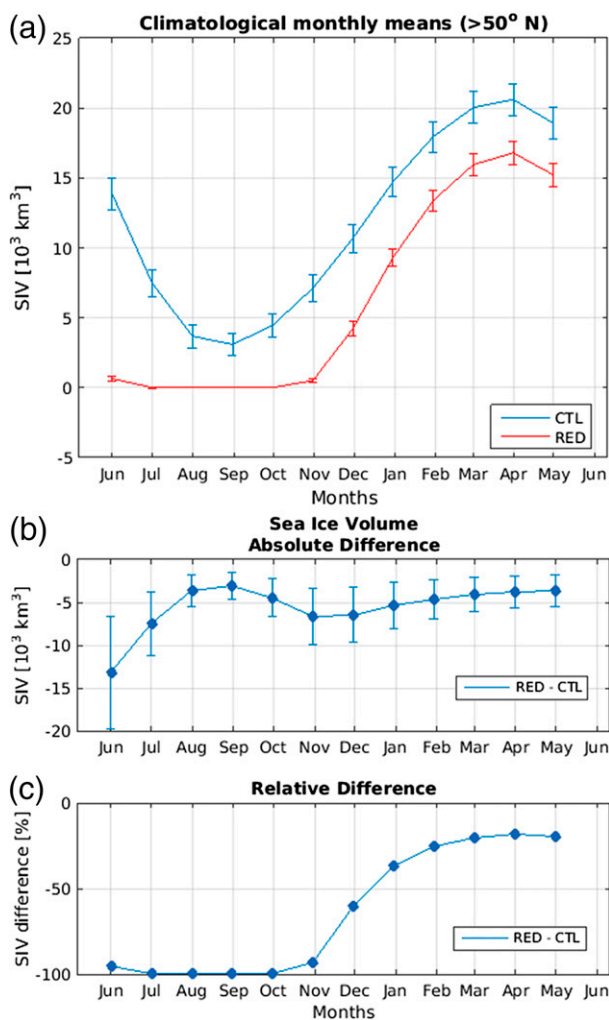 (a)
Climatological monthly means (>50° N)
25
20
15
10
5
0
-5
SIV [10³ km³]
CTL
RED
Jun Jul Aug Sep Oct Nov Dec Jan Feb Mar Apr May Jun
Months
(b)
Sea Ice Volume
Absolute Difference
0
-5
-10
-15
-20
SIV [10³ km³]
RED - CTL
Jun Jul Aug Sep Oct Nov Dec Jan Feb Mar Apr May Jun
(c)
Relative Difference
0
-50
-100
SIV difference [%]
RED - CTL
Jun Jul Aug Sep Oct Nov Dec Jan Feb Mar Apr May Jun
Months